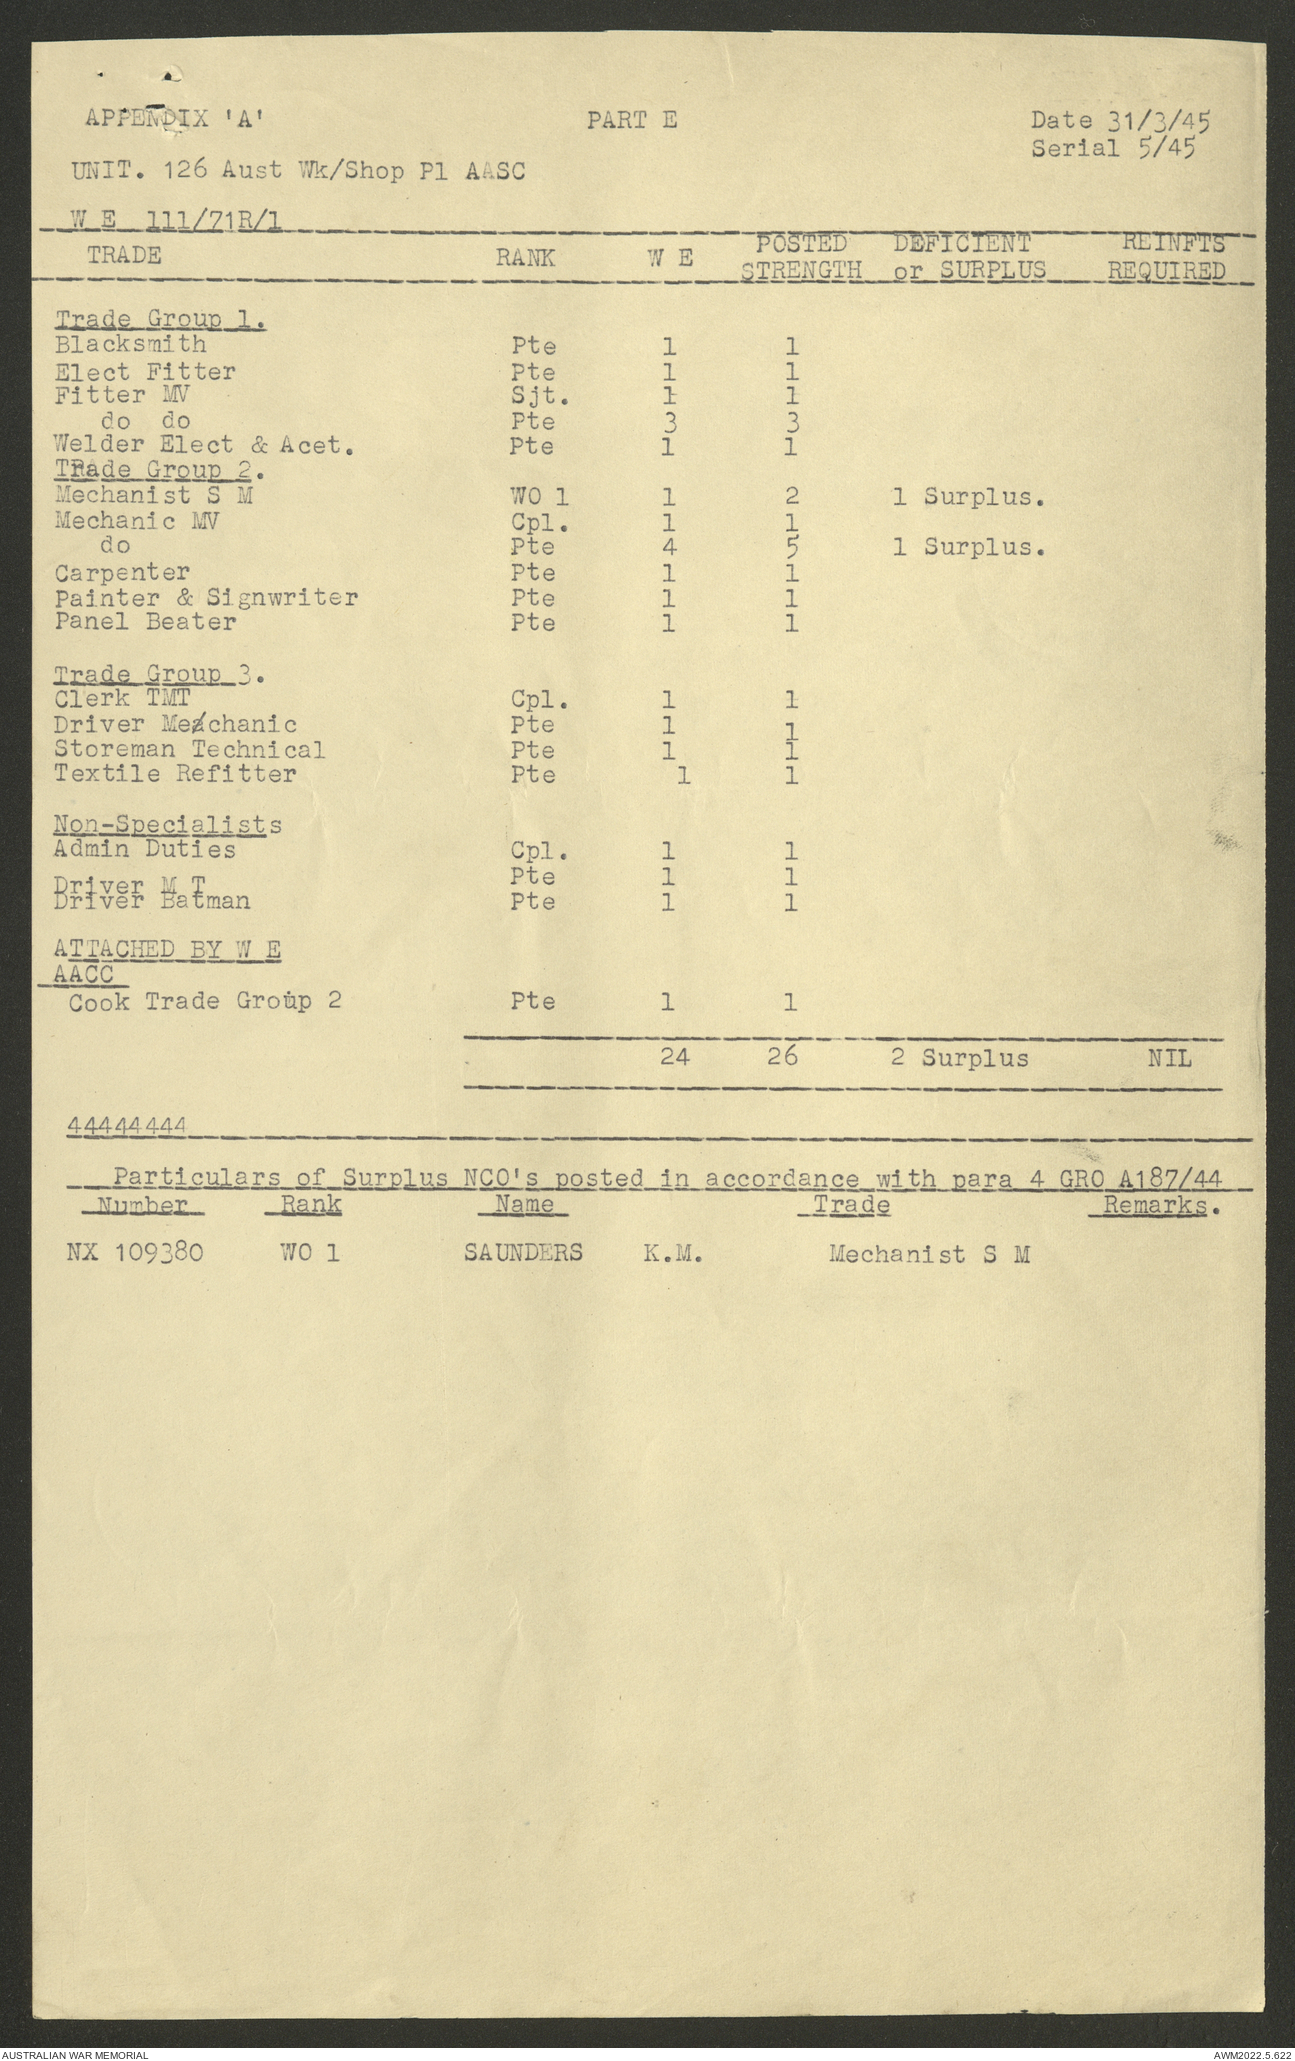 APPENDIX 'A' PART E Date 31/3/45
Serial 5/45
UNIT. 126 Aust Wk/Shop Pl AASC
W E 111/71R/1
TRADE RANK W E POSTED STRENGTH DEFICIENT or SURPLUS REINFTS REQUIRED
Trade Group 1.
Blacksmith Pte 1 1
Elect Fitter Pte 1 1
Fitter MV Sjt. 1 1
do do Pte 3 3
Welder Elect & Acet. Pte 1 1
Trade Group 2.
Mechanist S M WO 1 1 2 1 Surplus.
Mechanic MV Cpl. 1 1
do Pte 4 5 1 Surplus.
Carpenter Pte 1 1
Painter & Signwriter Pte 1 1
Panel Beater Pte 1 1
Trade Group 3.
Clerk TMT Cpl. 1 1
Driver Mechanic Pte 1 1
Storeman Technical Pte 1 1
Textile Refitter Pte 1 1
Non-Specialists
Admin Duties Cpl. 1 1
Driver M T Pte 1 1
Driver Batman Pte 1 1
ATTACHED BY W E
AACC
Cook Trade Group 2 Pte 1 1
24 26 2 Surplus NIL
44444444
Particulars of Surplus NCO's posted in accordance with para 4 GRO A187/44
Number Rank Name Trade Remarks.
NX 109380 WO 1 SAUNDERS K.M. Mechanist S M
AUSTRALIAN WAR MEMORIAL AWM2022.5.622